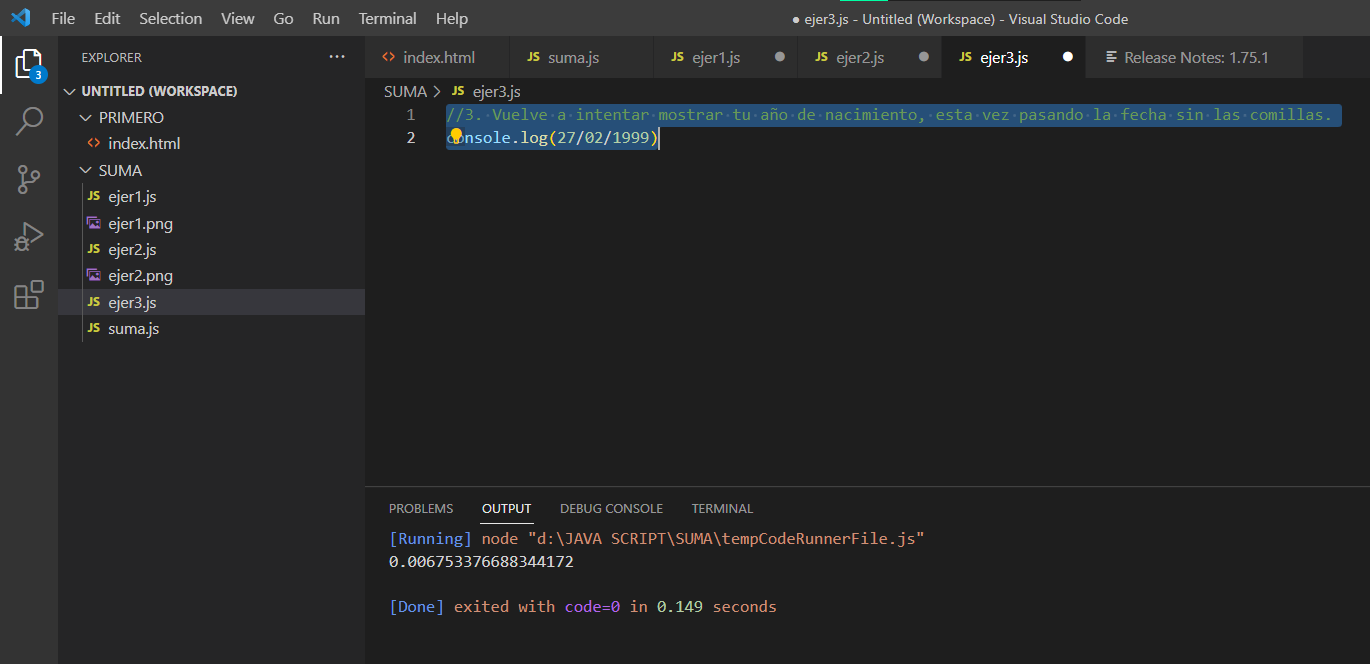 File Edit Selection View Go Run Terminal Help
● ejer3.js - Untitled (Workspace) - Visual Studio Code
3
EXPLORER ···
UNTITLED (WORKSPACE)
PRIMERO
<> index.html
SUMA
JS ejer1.js
ejer1.png
JS ejer2.js
ejer2.png
JS ejer3.js
JS suma.js
<> index.html JS suma.js JS ejer1.js ● JS ejer2.js ● JS ejer3.js ● Release Notes: 1.75.1
SUMA > JS ejer3.js
1 //3. Vuelve a intentar mostrar tu año de nacimiento, esta vez pasando la fecha sin las comillas.
2 console.log(27/02/1999)
PROBLEMS OUTPUT DEBUG CONSOLE TERMINAL
[Running] node "d:\JAVA SCRIPT\SUMA\tempCodeRunnerFile.js"
0.006753376688344172
[Done] exited with code=0 in 0.149 seconds